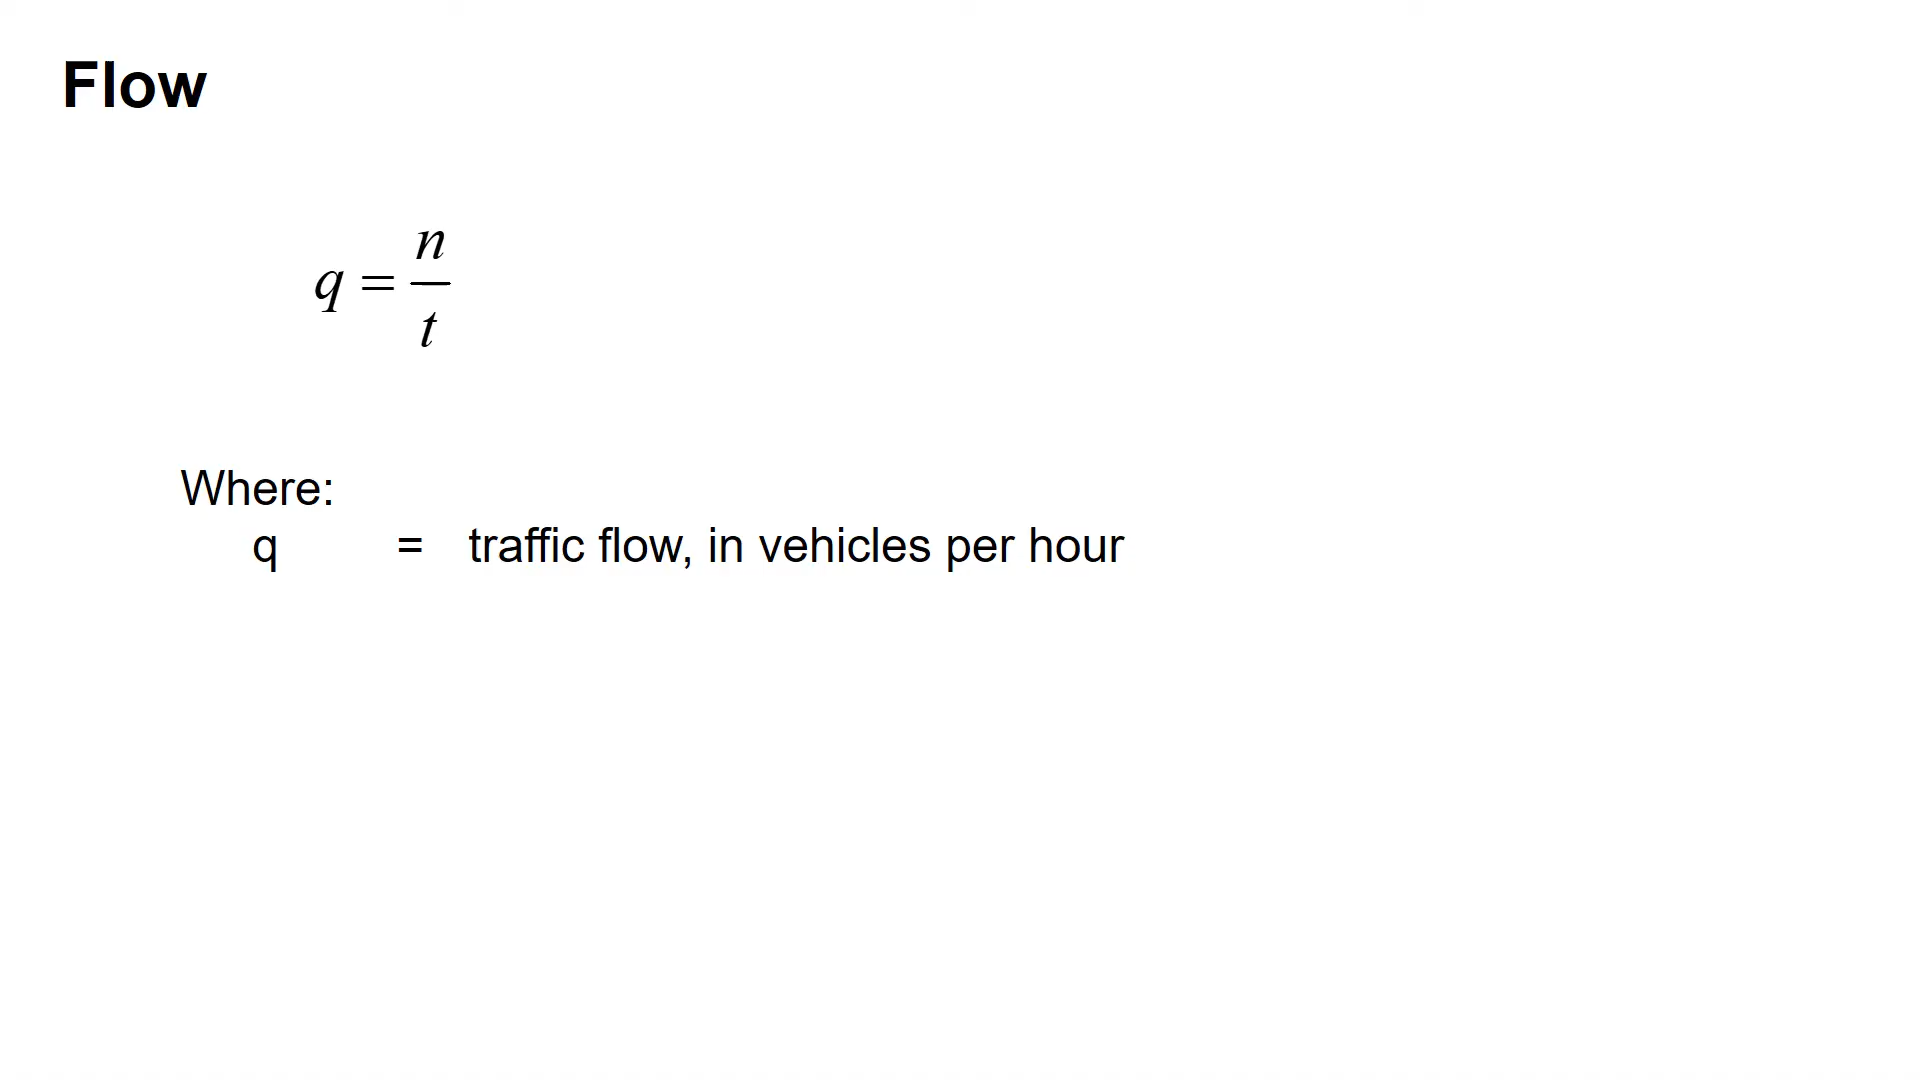 Flow
q = n/t
Where:
q = traffic flow, in vehicles per hour